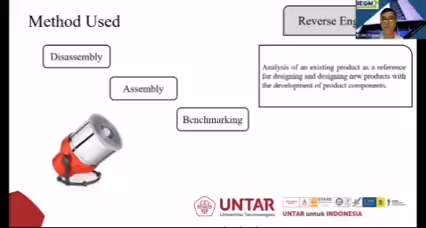 Method Used
Reverse Eng
Disassembly
Assembly
Benchmarking
Analysis of an existing product as a reference
for designing and designing new products with
the development of product components.
UNTAR
Universitas Tarumanagara
UNTAR untuk INDONESIA